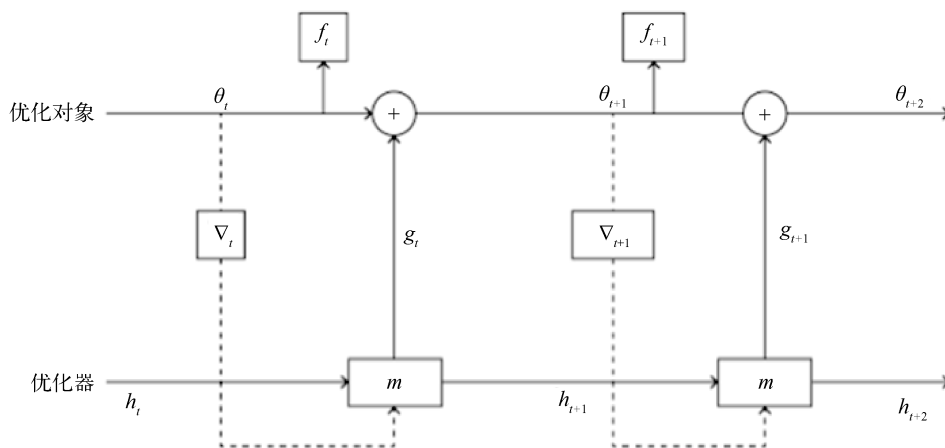 f_t
f_{t+1}
优化对象
θ_t
+
θ_{t+1}
+
θ_{t+2}
∇_t
g_t
∇_{t+1}
g_{t+1}
优化器
m
m
h_t
h_{t+1}
h_{t+2}